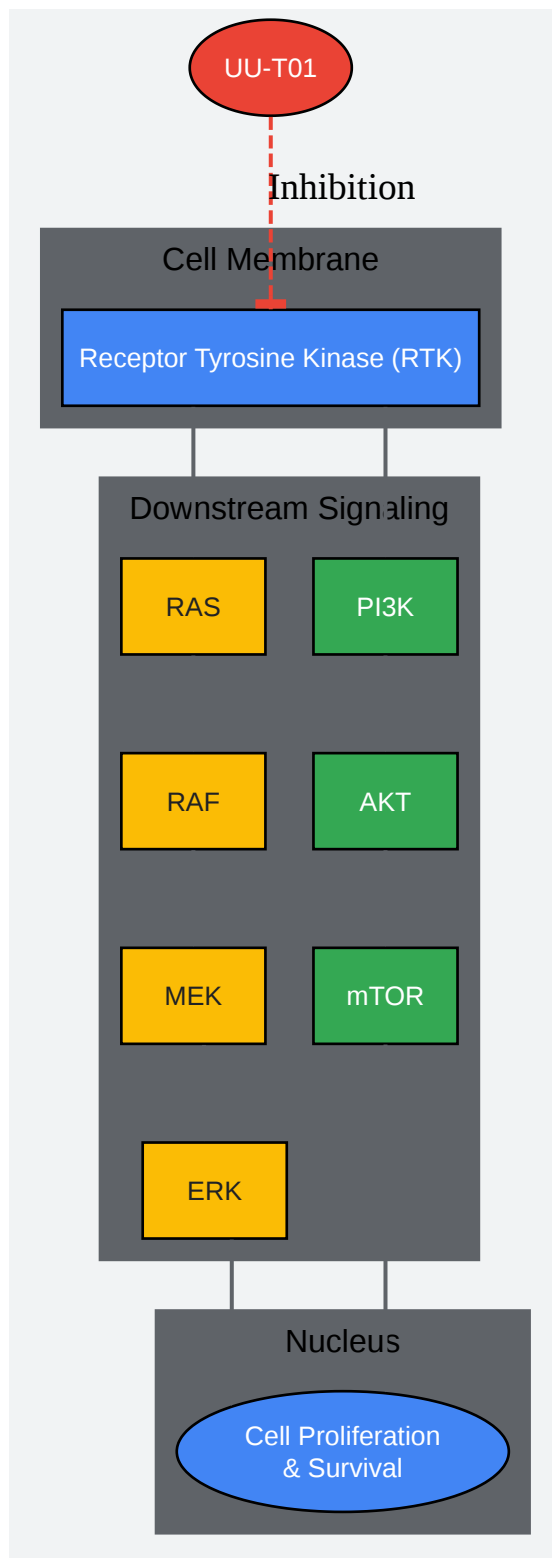 UU-T01
Inhibition
Cell Membrane
Receptor Tyrosine Kinase (RTK)
Downstream Signaling
RAS
PI3K
RAF
AKT
MEK
mTOR
ERK
Nucleus
Cell Proliferation
& Survival